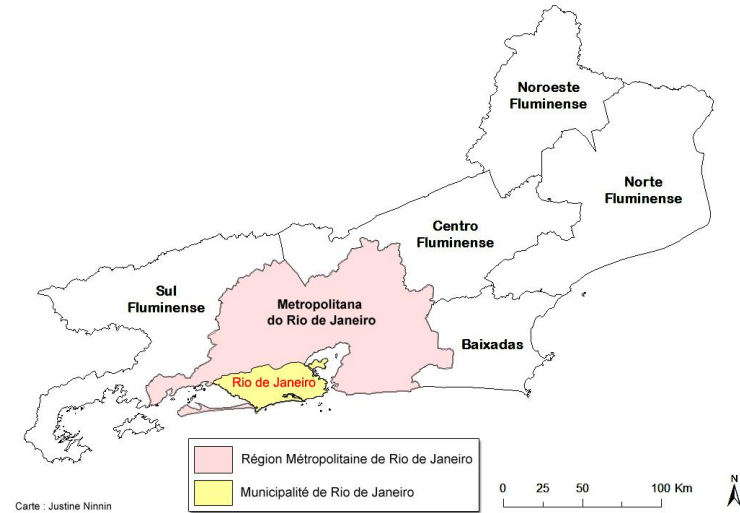 Noroeste
Fluminense
Norte
Fluminense
Centro
Fluminense
Sul
Fluminense
Metropolitana
do Rio de Janeiro
Baixadas
Rio de Janeiro
Région Métropolitaine de Rio de Janeiro
Municipalité de Rio de Janeiro
0 25 50 100 Km
N
Carte : Justine Ninnin